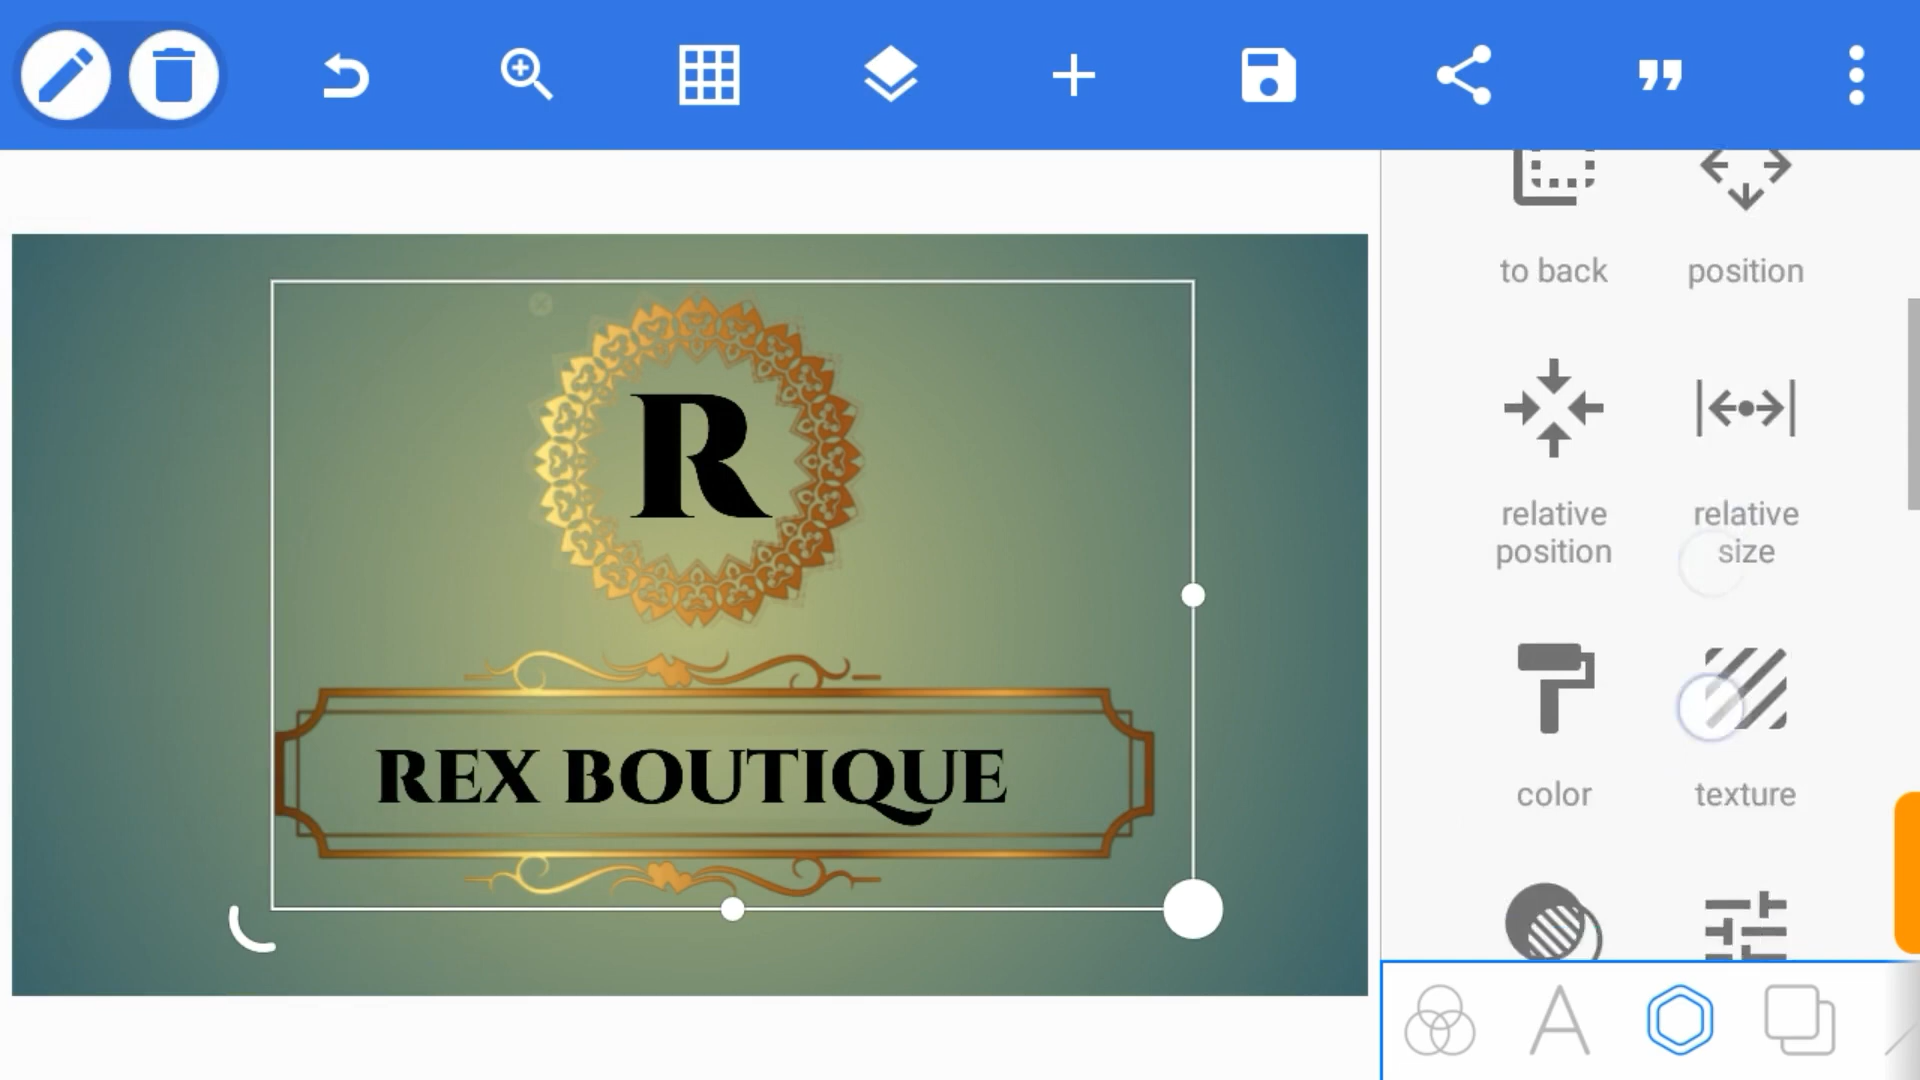 to back
position
relative
position
relative
size
R
color
texture
REX BOUTIQUE